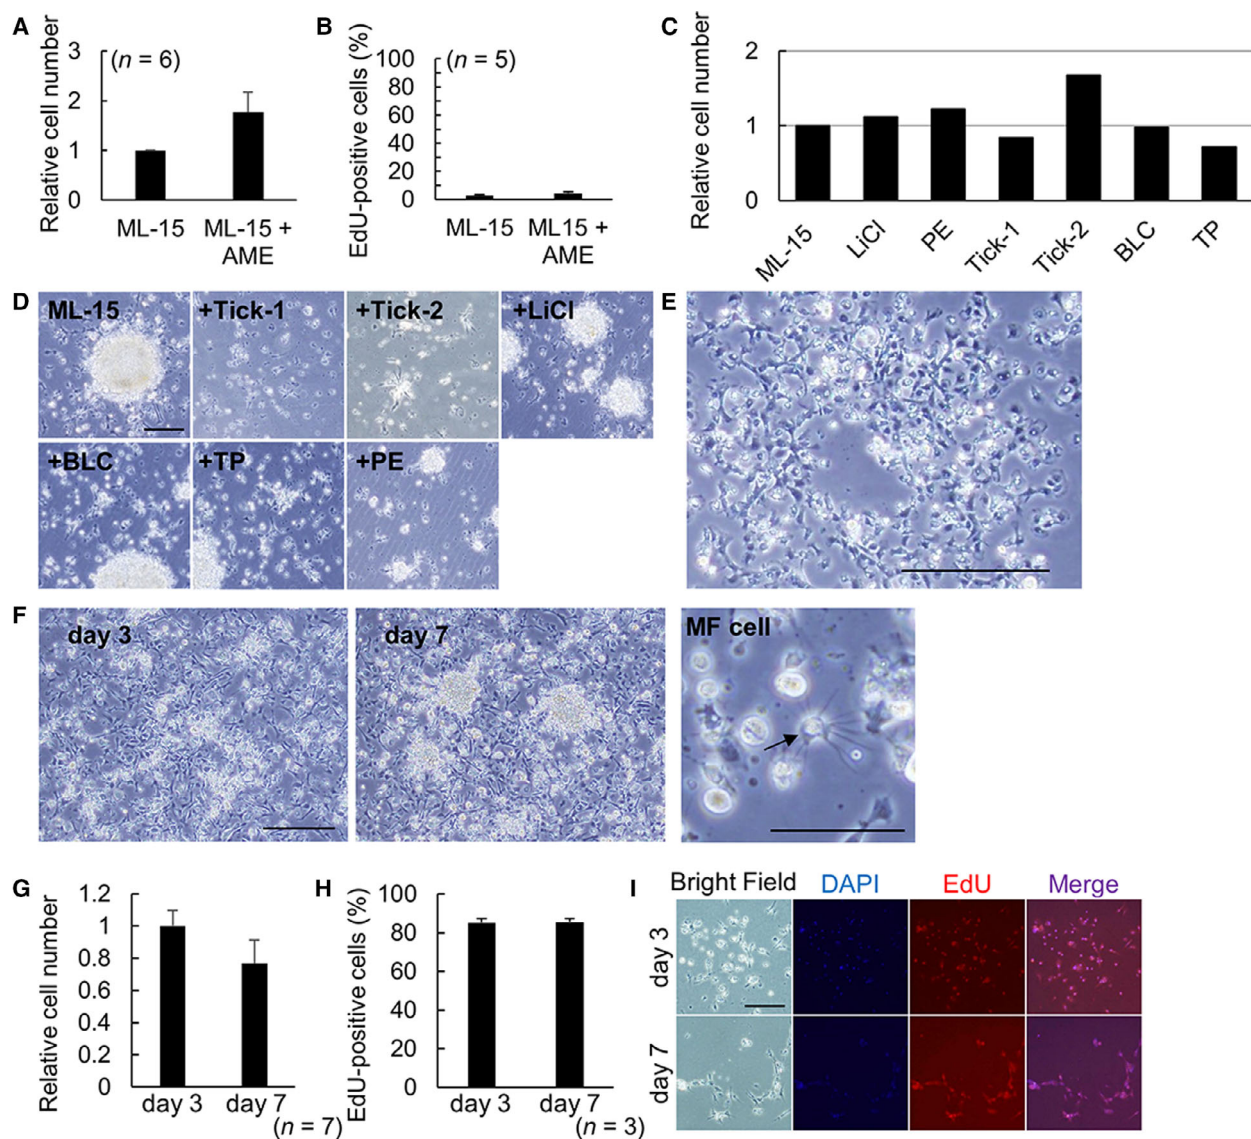 A
Relative cell number
3
2
1
0
(n = 6)
ML-15
ML-15 +
AME
B
EdU-positive cells (%)
100
80
60
40
20
0
(n = 5)
ML-15
ML15 +
AME
C
Relative cell number
2
1
0
ML-15
LiCl
PE
Tick-1
Tick-2
BLC
TP
D
ML-15
+Tick-1
+Tick-2
+LiCl
+BLC
+TP
+PE
E
F
day 3
day 7
MF cell
G
Relative cell number
1.2
1
0.8
0.6
0.4
0.2
0
day 3
day 7
(n = 7)
H
EdU-positive cells (%)
100
80
60
40
20
0
day 3
day 7
(n = 3)
I
Bright Field
DAPI
EdU
Merge
day 3
day 7